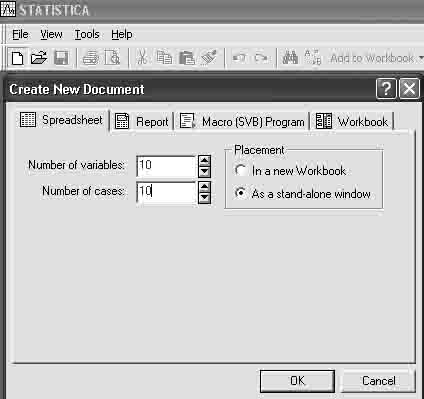 STATISTICA
File View Tools Help
Add to Workbook
Create New Document
Spreadsheet Report Macro (SVB) Program Workbook
Number of variables: 10
Number of cases: 10
Placement
In a new Workbook
As a stand-alone window
OK Cancel